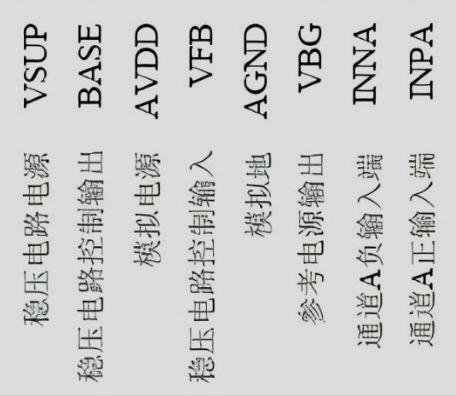 稳压电路电源 VSUP
稳压电路控制输出 BASE
模拟电源 AVDD
稳压电路控制输入 VFB
模拟地 AGND
参考电源输出 VBG
通道A负输入端 INNA
通道A正输入端 INPA